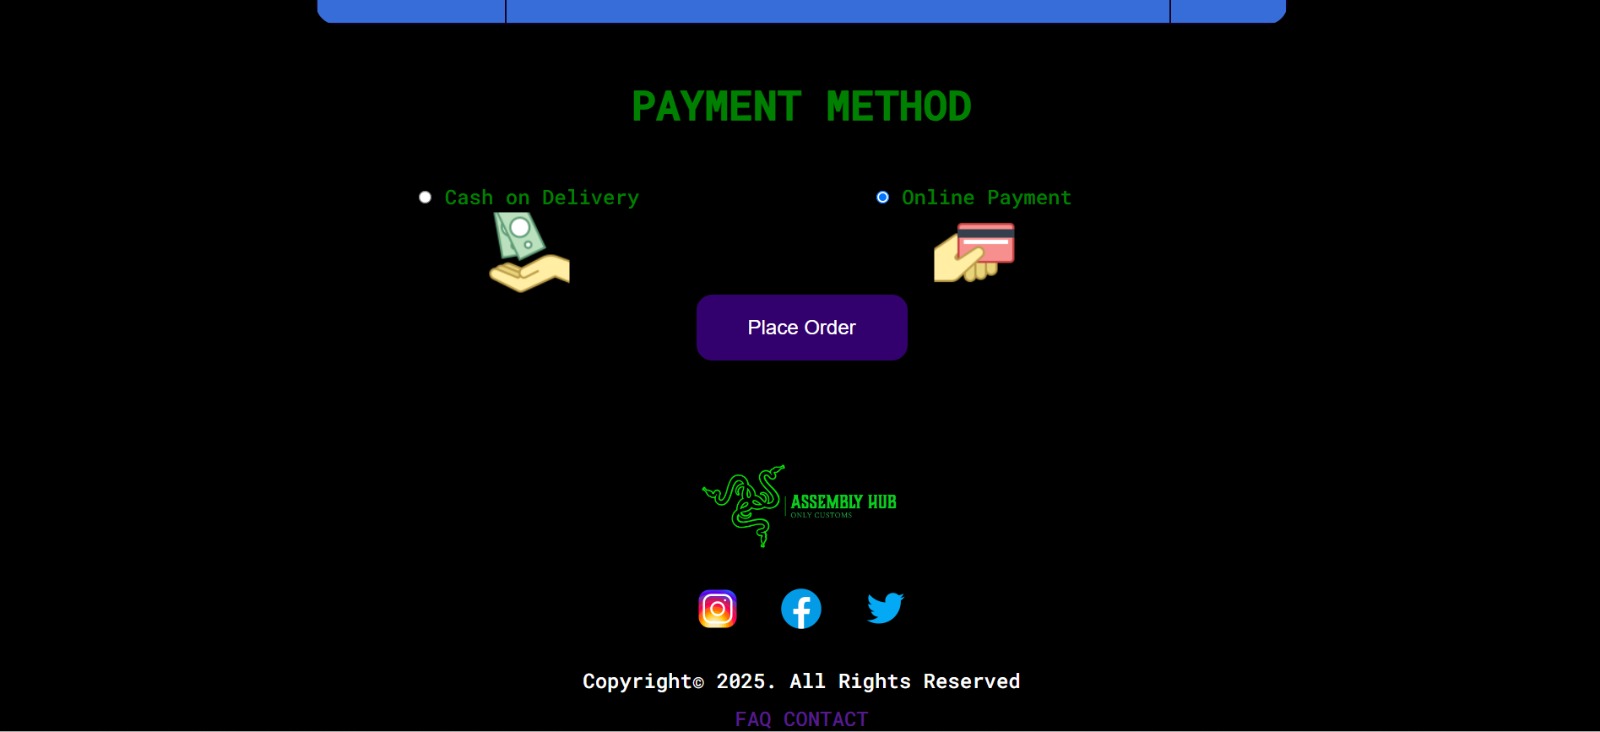 PAYMENT METHOD
Cash on Delivery
Online Payment
Place Order
ASSEMBLY HUB
ONLY CUSTOMS
Copyright© 2025. All Rights Reserved
FAQ CONTACT